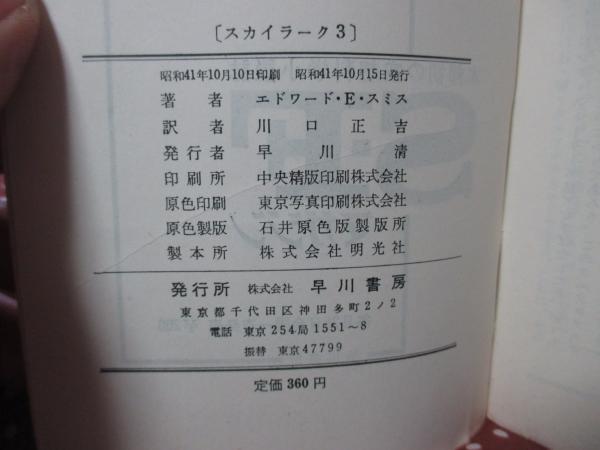 〔スカイラーク3〕
昭和41年10月10日印刷 昭和41年10月15日発行
著者 エドワード・E・スミス
訳者 川口正吉
発行者 早川清
印刷所 中央精版印刷株式会社
原色印刷 東京写真印刷株式会社
原色製版 石井原色版製版所
製本所 株式会社明光社
発行所 株式会社 早川書房
東京都千代田区神田多町2ノ2
電話 東京254局1551~8
振替 東京47799
定価360円